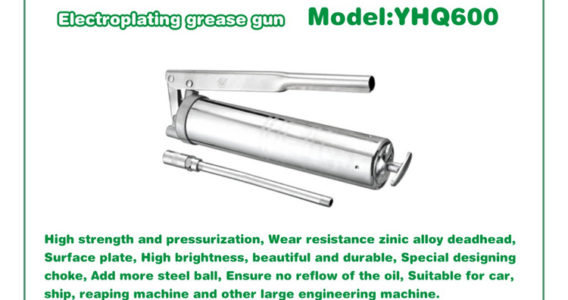 Electroplating grease gun Model:YHQ600
High strength and pressurization, Wear resistance zinic alloy deadhead,
Surface plate, High brightness, beautiful and durable, Special designing
choke, Add more steel ball, Ensure no reflow of the oil, Suitable for car,
ship, reaping machine and other large engineering machine.